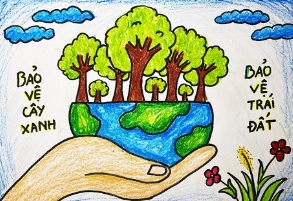 BẢO
VỆ
CÂY
XANH
BẢO
VỆ
TRÁI
ĐẤT